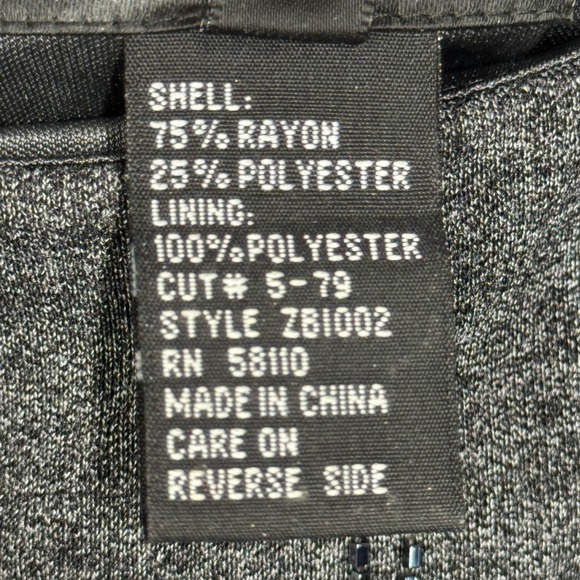 SHELL:
75% RAYON
25% POLYESTER
LINING:
100% POLYESTER
CUT# 5-79
STYLE ZB1002
RN 58110
MADE IN CHINA
CARE ON
REVERSE SIDE